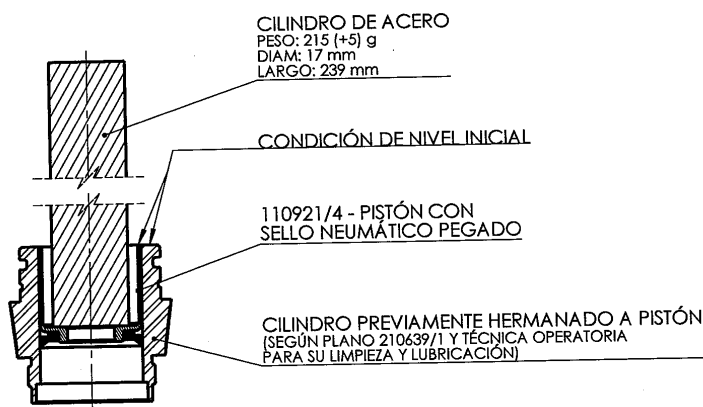 CILINDRO DE ACERO
PESO: 215 (+5) g
DIAM: 17 mm
LARGO: 239 mm
CONDICIÓN DE NIVEL INICIAL
110921/4 - PISTÓN CON
SELLO NEUMÁTICO PEGADO
CILINDRO PREVIAMENTE HERMANADO A PISTÓN
(SEGÚN PLANO 210639/1 Y TÉCNICA OPERATORIA
PARA SU LIMPIEZA Y LUBRICACIÓN)